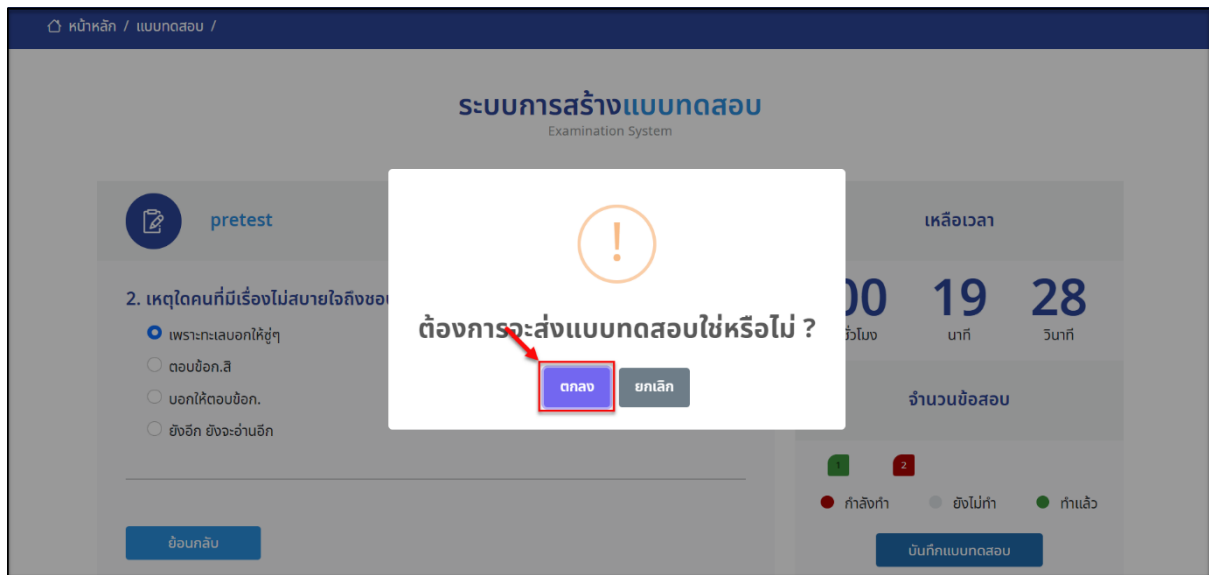 หน้าหลัก / แบบทดสอบ /
ระบบการสร้างแบบทดสอบ
Examination System
pretest
2. เหตุใดคนที่มีเรื่องไม่สบายใจถึงชอบ
เพราะทะเลบอกให้ชู่ๆ
ตอบข้อก.สิ
บอกให้ตอบข้อก.
ยังอีก ยังจะอ่านอีก
ย้อนกลับ
!
ต้องการจะส่งแบบทดสอบใช่หรือไม่ ?
ตกลง ยกเลิก
เหลือเวลา
00 19 28
ชั่วโมง นาที วินาที
จำนวนข้อสอบ
1 2
กำลังทำ ยังไม่ทำ ทำแล้ว
บันทึกแบบทดสอบ